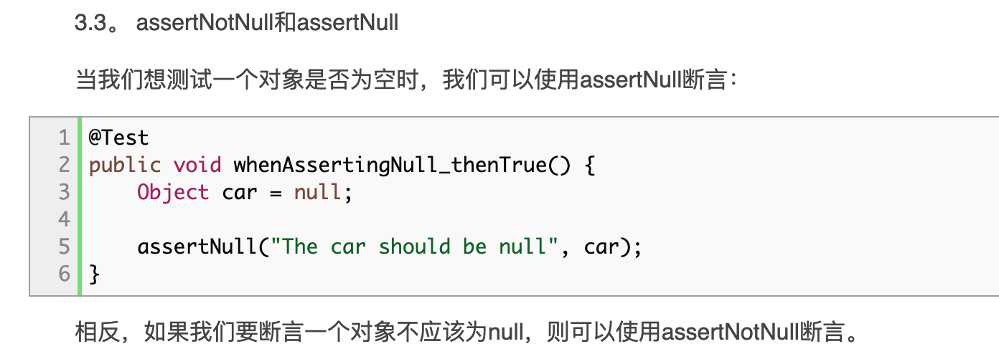 3.3。 assertNotNull和assertNull
当我们想测试一个对象是否为空时，我们可以使用assertNull断言：
1 @Test
2 public void whenAssertingNull_thenTrue() {
3     Object car = null;
4
5     assertNull("The car should be null", car);
6 }
相反，如果我们要断言一个对象不应该为null，则可以使用assertNotNull断言。